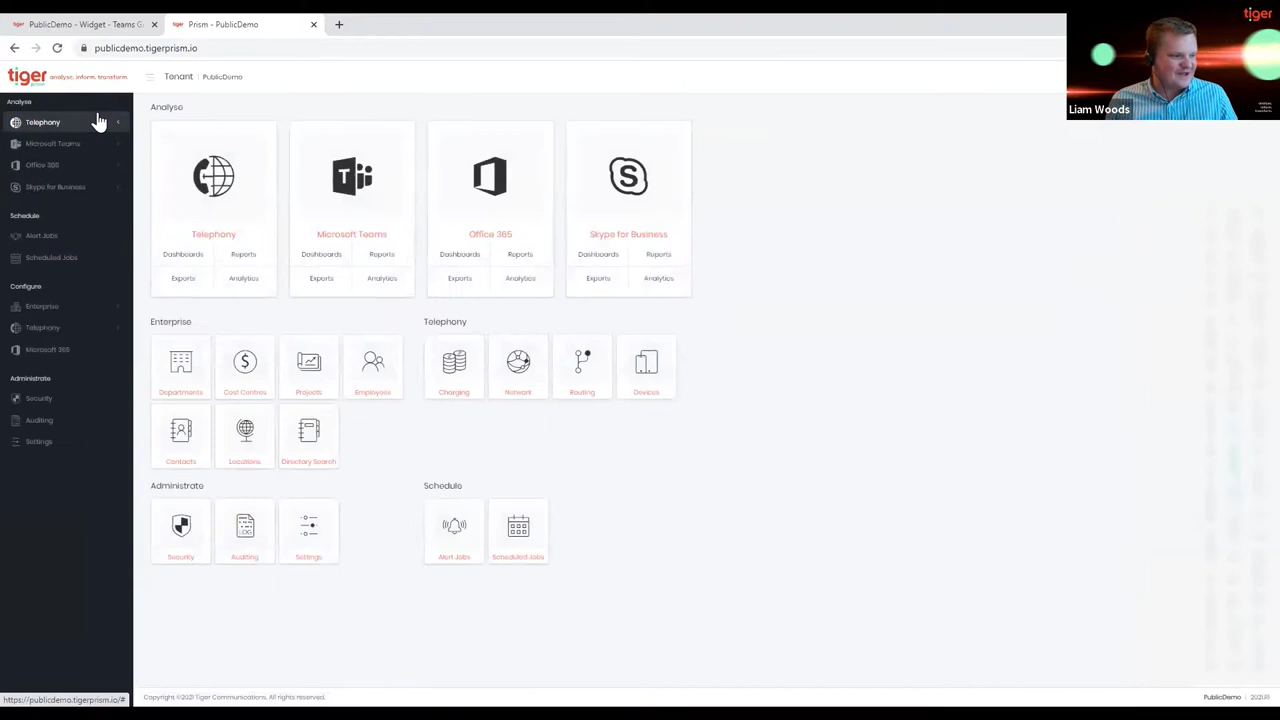 PublicDemo - Widget - Teams G
Prism - PublicDemo
tiger
publicdemo.tigerprism.io
tiger
prism
analyse. inform. transform.
Tenant | PublicDemo
Liam Woods
Analyse
Telephony
Microsoft Teams
Office 365
Skype for Business
Schedule
Alert Jobs
Scheduled Jobs
Configure
Enterprise
Telephony
Microsoft 365
Administrate
Security
Auditing
Settings
Analyse
Telephony
Dashboards Reports
Exports Analytics
Microsoft Teams
Dashboards Reports
Exports Analytics
Office 365
Dashboards Reports
Exports Analytics
Skype for Business
Dashboards Reports
Exports Analytics
Enterprise
Departments Cost Centres Projects Employees
Contacts Locations Directory Search
Telephony
Charging Network Routing Devices
Administrate
Security Auditing Settings
LOGS
Schedule
Alert Jobs Scheduled Jobs
https://publicdemo.tigerprism.io/#
Copyright ©2021 Tiger Communications. All rights reserved.
PublicDemo | 2021.R1